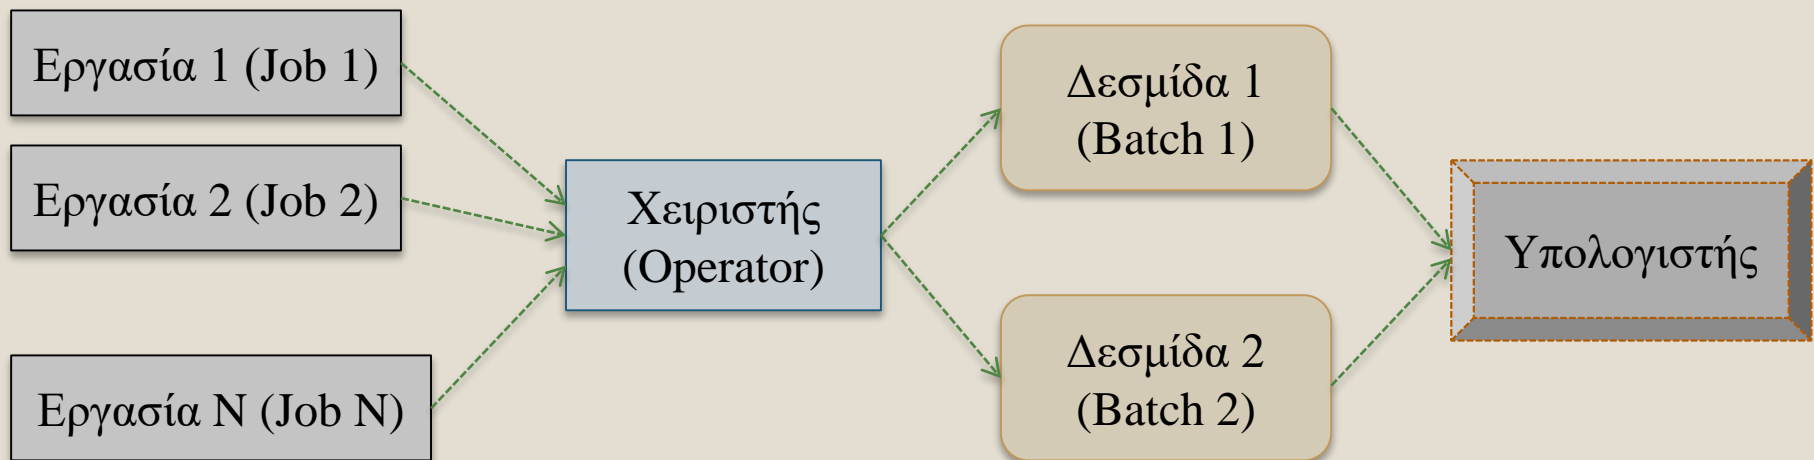 Εργασία 1 (Job 1)
Εργασία 2 (Job 2)
Εργασία Ν (Job N)
Χειριστής
(Operator)
Δεσμίδα 1
(Batch 1)
Δεσμίδα 2
(Batch 2)
Υπολογιστής